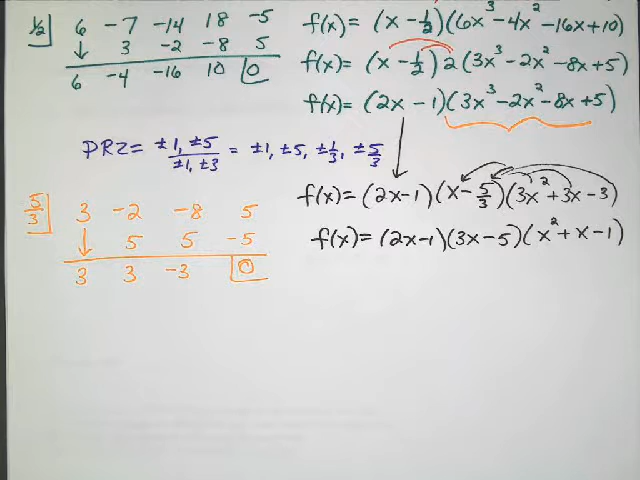 1/2 6 -7 -14 18 -5
3 -2 -8 5
6 -4 -16 10 0
f(x) = (x - 1/2)(6x³ - 4x² - 16x + 10)
f(x) = (x - 1/2) 2 (3x³ - 2x² - 8x + 5)
f(x) = (2x - 1)(3x³ - 2x² - 8x + 5)
PRZ = ±1, ±5 / ±1, ±3 = ±1, ±5, ±1/3, ±5/3
5/3 3 -2 -8 5
5 5 -5
3 3 -3 0
f(x) = (2x-1)(x - 5/3)(3x² + 3x - 3)
f(x) = (2x-1)(3x-5)(x² + x - 1)